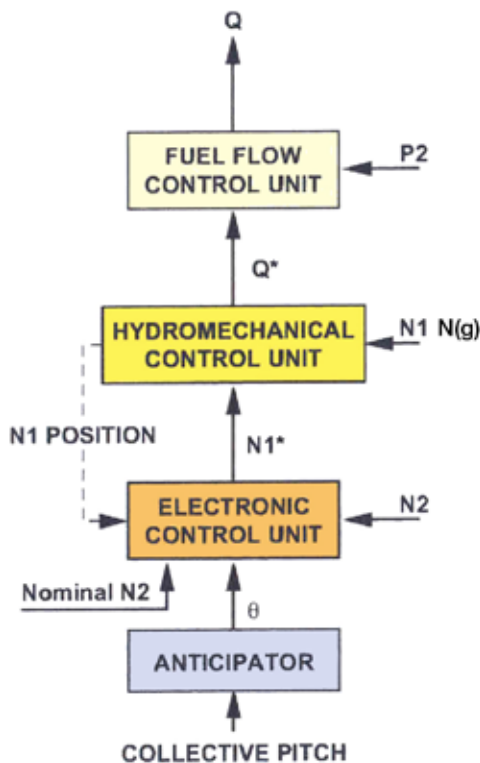 Q
FUEL FLOW
CONTROL UNIT
P2
Q*
HYDROMECHANICAL
CONTROL UNIT
N1 N(g)
N1 POSITION
N1*
ELECTRONIC
CONTROL UNIT
N2
Nominal N2
θ
ANTICIPATOR
COLLECTIVE PITCH